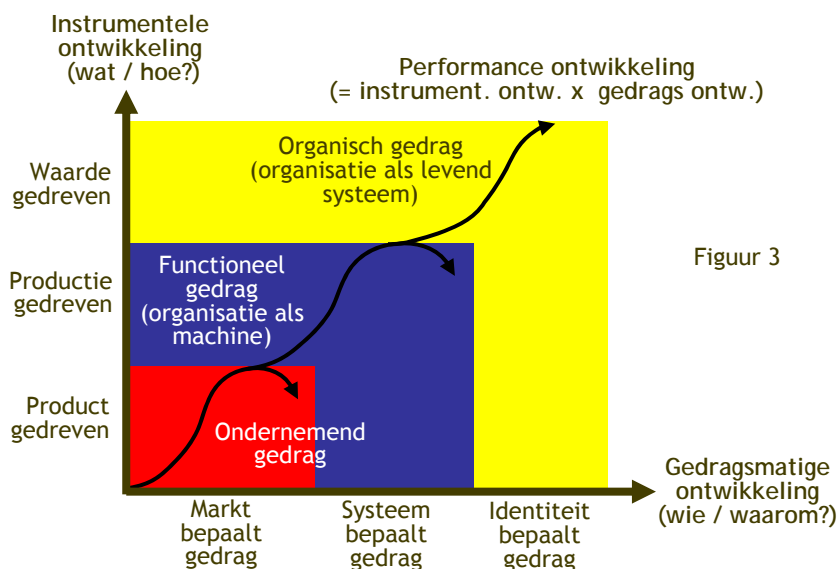 Instrumentele
ontwikkeling
(wat / hoe?)
Performance ontwikkeling
(= instrument. ontw. x gedrags ontw.)
Waarde
gedreven
Organisch gedrag
(organisatie als levend
systeem)
Productie
gedreven
Functioneel
gedrag
(organisatie als
machine)
Figuur 3
Product
gedreven
Ondernemend
gedrag
Markt
bepaalt
gedrag
Systeem
bepaalt
gedrag
Identiteit
bepaalt
gedrag
Gedragsmatige
ontwikkeling
(wie / waarom?)